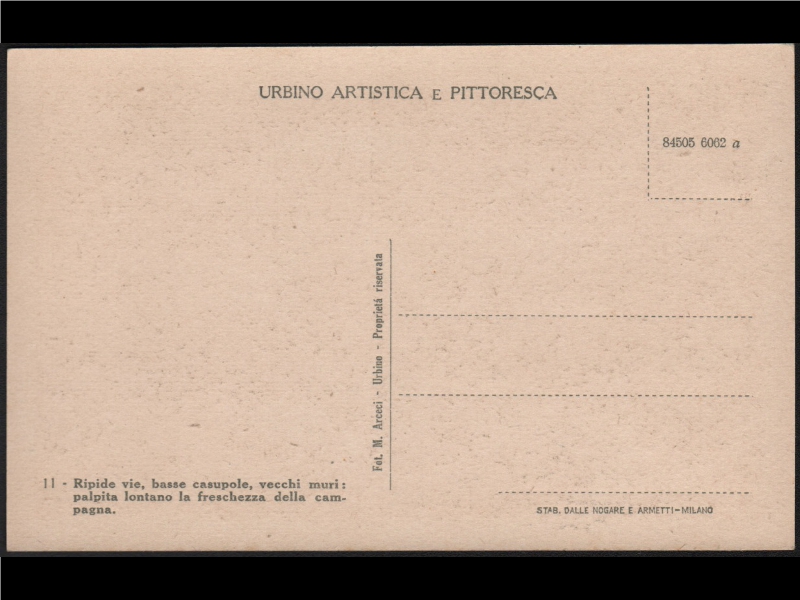 URBINO ARTISTICA E PITTORESCA
84505 6062 a
Fot. M. Arceci - Urbino - Proprietá riservata
11 - Ripide vie, basse casupole, vecchi muri:
palpita lontano la freschezza della cam-
pagna.
STAB. DALLE NOGARE E ARMETTI-MILANO